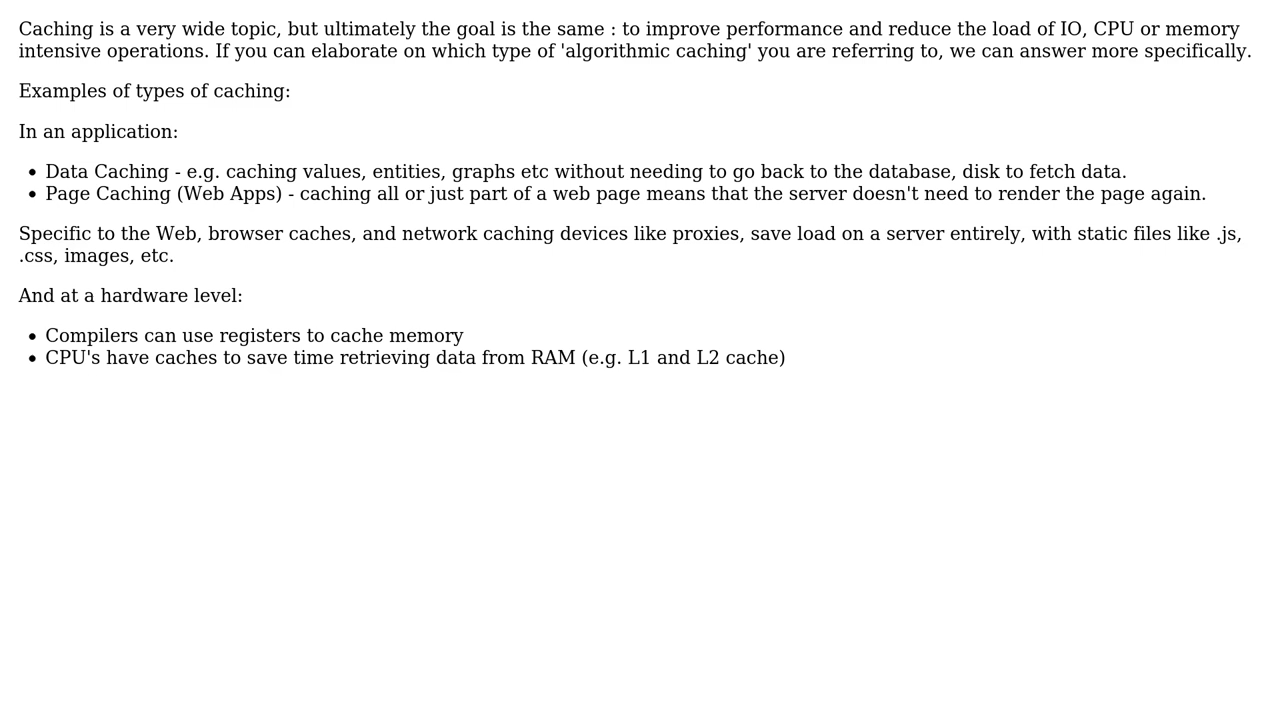 Caching is a very wide topic, but ultimately the goal is the same : to improve performance and reduce the load of IO, CPU or memory
intensive operations. If you can elaborate on which type of 'algorithmic caching' you are referring to, we can answer more specifically.
Examples of types of caching:
In an application:
• Data Caching - e.g. caching values, entities, graphs etc without needing to go back to the database, disk to fetch data.
• Page Caching (Web Apps) - caching all or just part of a web page means that the server doesn't need to render the page again.
Specific to the Web, browser caches, and network caching devices like proxies, save load on a server entirely, with static files like .js,
.css, images, etc.
And at a hardware level:
• Compilers can use registers to cache memory
• CPU's have caches to save time retrieving data from RAM (e.g. L1 and L2 cache)